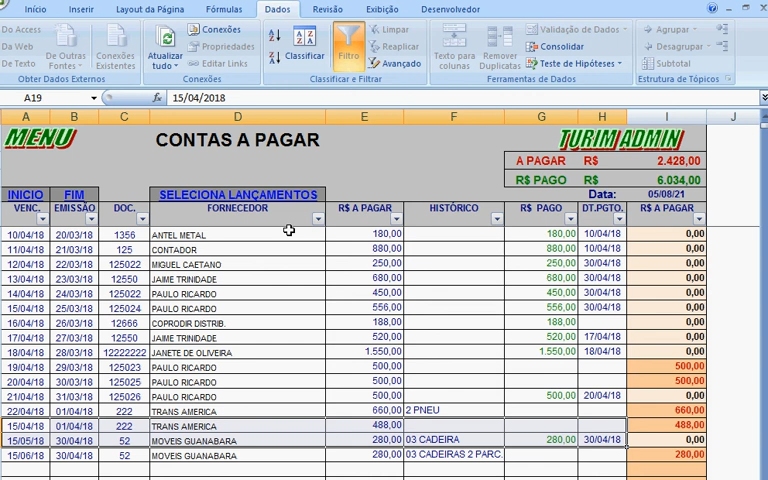 Início Inserir Layout da Página Fórmulas Dados Revisão Exibição Desenvolvedor
Do Access
Da Web
De Texto
De Outras Fontes
Conexões Existentes
Obter Dados Externos
Atualizar tudo
Conexões
Propriedades
Editar Links
Conexões
Classificar
Filtro
Limpar
Reaplicar
Avançado
Classificar e Filtrar
Texto para colunas
Remover Duplicatas
Validação de Dados
Consolidar
Teste de Hipóteses
Ferramentas de Dados
Agrupar
Desagrupar
Subtotal
Estrutura de Tópicos
A19 fx 15/04/2018
A B C D E F G H I J
MENU CONTAS A PAGAR TURIM ADMIN
A PAGAR R$ 2.428,00
R$ PAGO R$ 6.034,00
INICIO FIM SELECIONA LANÇAMENTOS Data: 05/08/21
VENC. EMISSÃO DOC. FORNECEDOR R$ A PAGAR HISTÓRICO R$ PAGO DT.PGTO. R$ A PAGAR
10/04/18 20/03/18 1356 ANTEL METAL 180,00 180,00 10/04/18 0,00
11/04/18 21/03/18 125 CONTADOR 880,00 880,00 30/04/18 0,00
12/04/18 22/03/18 125022 MIGUEL CAETANO 250,00 250,00 30/04/18 0,00
13/04/18 23/03/18 12550 JAIME TRINIDADE 680,00 680,00 30/04/18 0,00
14/04/18 24/03/18 125022 PAULO RICARDO 450,00 450,00 30/04/18 0,00
15/04/18 25/03/18 125024 PAULO RICARDO 556,00 556,00 30/04/18 0,00
16/04/18 26/03/18 12666 COPRODIR DISTRIB. 188,00 188,00 0,00
17/04/18 27/03/18 12550 JAIME TRINIDADE 520,00 520,00 17/04/18 0,00
18/04/18 28/03/18 12222222 JANETE DE OLIVEIRA 1.550,00 1.550,00 18/04/18 0,00
19/04/18 29/03/18 125023 PAULO RICARDO 500,00 500,00
20/04/18 30/03/18 125025 PAULO RICARDO 500,00 500,00
21/04/18 31/03/18 125026 PAULO RICARDO 500,00 500,00 20/04/18 0,00
22/04/18 01/04/18 222 TRANS AMERICA 660,00 2 PNEU 660,00
15/04/18 01/04/18 222 TRANS AMERICA 488,00 488,00
15/05/18 30/04/18 52 MOVEIS GUANABARA 280,00 03 CADEIRA 280,00 30/04/18 0,00
15/06/18 30/04/18 52 MOVEIS GUANABARA 280,00 03 CADEIRAS 2 PARC. 280,00